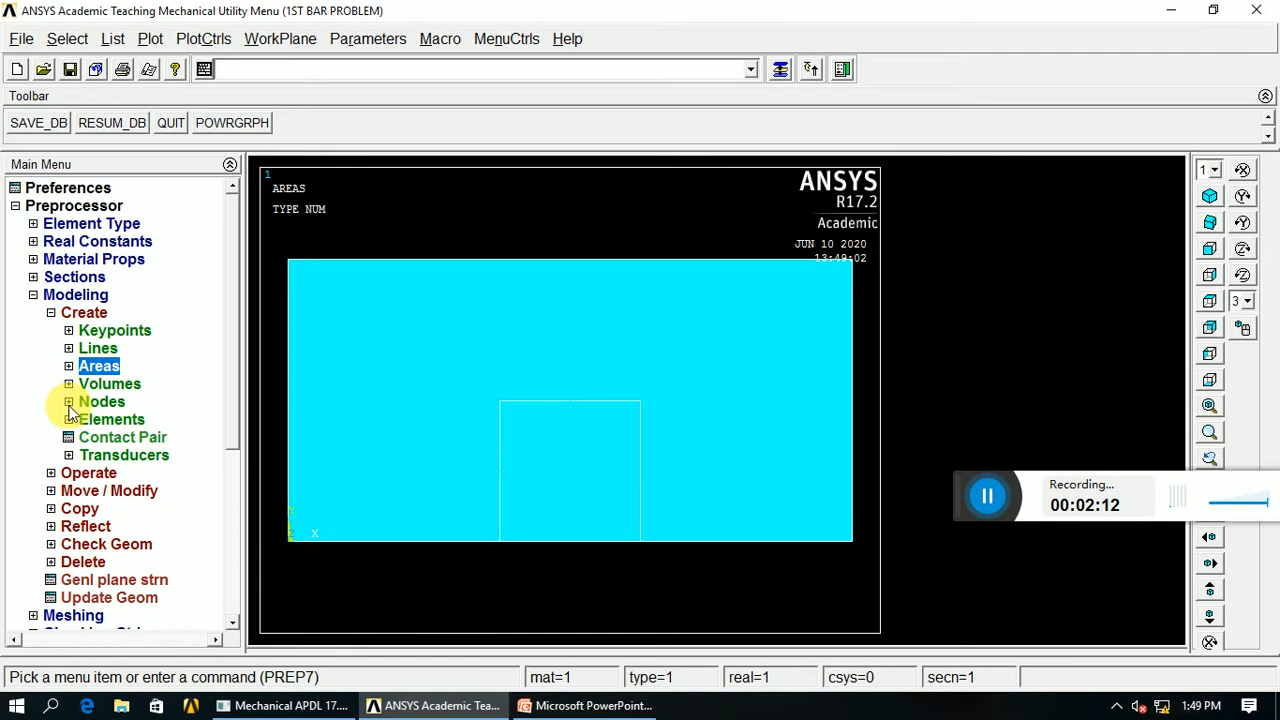 ANSYS Academic Teaching Mechanical Utility Menu (1ST BAR PROBLEM)
File Select List Plot PlotCtrls WorkPlane Parameters Macro MenuCtrls Help
Toolbar
SAVE_DB RESUM_DB QUIT POWRGRPH
Main Menu
Preferences
Preprocessor
Element Type
Real Constants
Material Props
Sections
Modeling
Create
Keypoints
Lines
Areas
Volumes
Nodes
Elements
Contact Pair
Transducers
Operate
Move / Modify
Copy
Reflect
Check Geom
Delete
Genl plane strn
Update Geom
Meshing
1
AREAS
TYPE NUM
ANSYS
R17.2
Academic
JUN 10 2020
13:49:02
Y
Z X
1
3
Recording...
00:02:12
Pick a menu item or enter a command (PREP7) mat=1 type=1 real=1 csys=0 secn=1
Mechanical APDL 17.... ANSYS Academic Tea... Microsoft PowerPoint... 1:49 PM